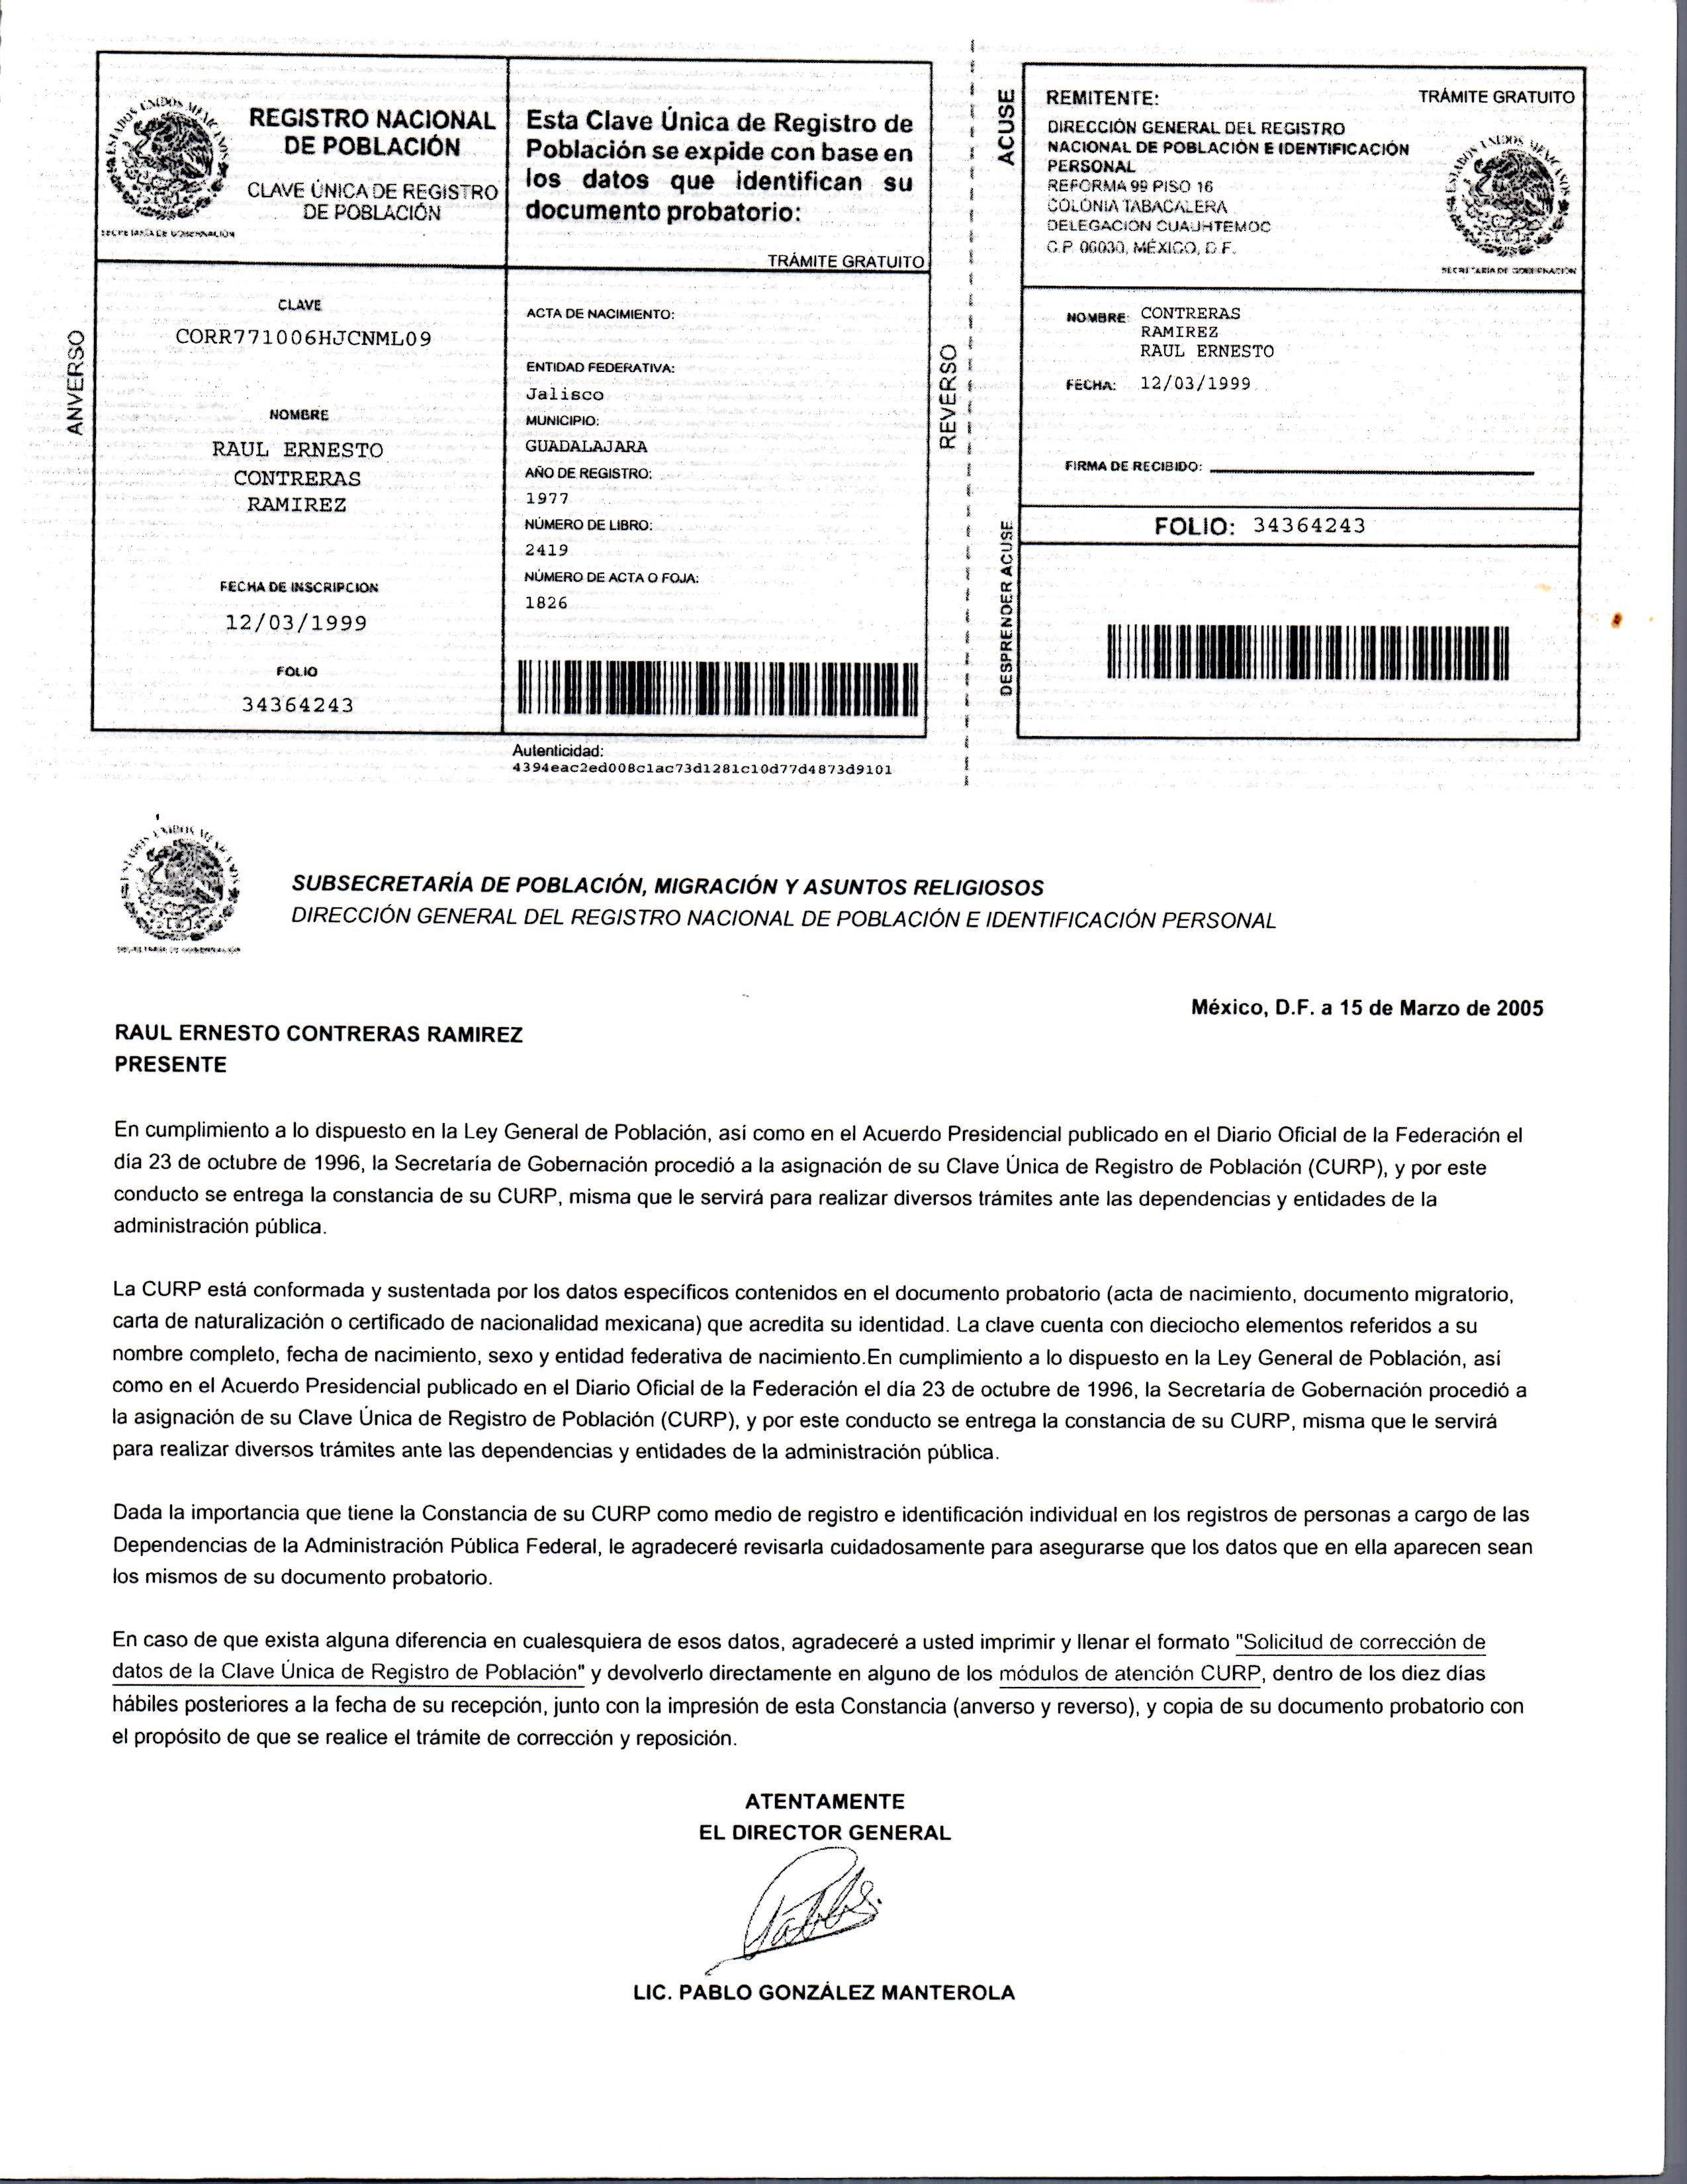 ANVERSO
ESTADOS UNIDOS MEXICANOS
SECRETARÍA DE GOBERNACIÓN
REGISTRO NACIONAL
DE POBLACIÓN
CLAVE ÚNICA DE REGISTRO
DE POBLACIÓN
CLAVE
CORR771006HJCNML09
NOMBRE
RAUL ERNESTO
CONTRERAS
RAMIREZ
FECHA DE INSCRIPCION
12/03/1999
FOLIO
34364243
Esta Clave Única de Registro de
Población se expide con base en
los datos que identifican su
documento probatorio:
TRÁMITE GRATUITO
ACTA DE NACIMIENTO:
ENTIDAD FEDERATIVA:
Jalisco
MUNICIPIO:
GUADALAJARA
AÑO DE REGISTRO:
1977
NÚMERO DE LIBRO:
2419
NÚMERO DE ACTA O FOJA:
1826
REVERSO
Autenticidad:
4394eac2ed008c1ac73d1281c10d77d4873d9101
ACUSE
DESPRENDER ACUSE
REMITENTE:
TRÁMITE GRATUITO
DIRECCIÓN GENERAL DEL REGISTRO
NACIONAL DE POBLACIÓN E IDENTIFICACIÓN
PERSONAL
REFORMA 99 PISO 16
COLONIA TABACALERA
DELEGACIÓN CUAUHTEMOC
C.P. 06030, MÉXICO, D.F.
ESTADOS UNIDOS MEXICANOS
SECRETARÍA DE GOBERNACIÓN
NOMBRE: CONTRERAS
RAMIREZ
RAUL ERNESTO
FECHA: 12/03/1999
FIRMA DE RECIBIDO:
FOLIO: 34364243
ESTADOS UNIDOS MEXICANOS
SECRETARÍA DE GOBERNACIÓN
SUBSECRETARÍA DE POBLACIÓN, MIGRACIÓN Y ASUNTOS RELIGIOSOS
DIRECCIÓN GENERAL DEL REGISTRO NACIONAL DE POBLACIÓN E IDENTIFICACIÓN PERSONAL
México, D.F. a 15 de Marzo de 2005
RAUL ERNESTO CONTRERAS RAMIREZ
PRESENTE
En cumplimiento a lo dispuesto en la Ley General de Población, así como en el Acuerdo Presidencial publicado en el Diario Oficial de la Federación el
día 23 de octubre de 1996, la Secretaría de Gobernación procedió a la asignación de su Clave Única de Registro de Población (CURP), y por este
conducto se entrega la constancia de su CURP, misma que le servirá para realizar diversos trámites ante las dependencias y entidades de la
administración pública.
La CURP está conformada y sustentada por los datos específicos contenidos en el documento probatorio (acta de nacimiento, documento migratorio,
carta de naturalización o certificado de nacionalidad mexicana) que acredita su identidad. La clave cuenta con dieciocho elementos referidos a su
nombre completo, fecha de nacimiento, sexo y entidad federativa de nacimiento.En cumplimiento a lo dispuesto en la Ley General de Población, así
como en el Acuerdo Presidencial publicado en el Diario Oficial de la Federación el día 23 de octubre de 1996, la Secretaría de Gobernación procedió a
la asignación de su Clave Única de Registro de Población (CURP), y por este conducto se entrega la constancia de su CURP, misma que le servirá
para realizar diversos trámites ante las dependencias y entidades de la administración pública.
Dada la importancia que tiene la Constancia de su CURP como medio de registro e identificación individual en los registros de personas a cargo de las
Dependencias de la Administración Pública Federal, le agradeceré revisarla cuidadosamente para asegurarse que los datos que en ella aparecen sean
los mismos de su documento probatorio.
En caso de que exista alguna diferencia en cualesquiera de esos datos, agradeceré a usted imprimir y llenar el formato "Solicitud de corrección de
datos de la Clave Única de Registro de Población" y devolverlo directamente en alguno de los módulos de atención CURP, dentro de los diez días
hábiles posteriores a la fecha de su recepción, junto con la impresión de esta Constancia (anverso y reverso), y copia de su documento probatorio con
el propósito de que se realice el trámite de corrección y reposición.
ATENTAMENTE
EL DIRECTOR GENERAL
LIC. PABLO GONZÁLEZ MANTEROLA